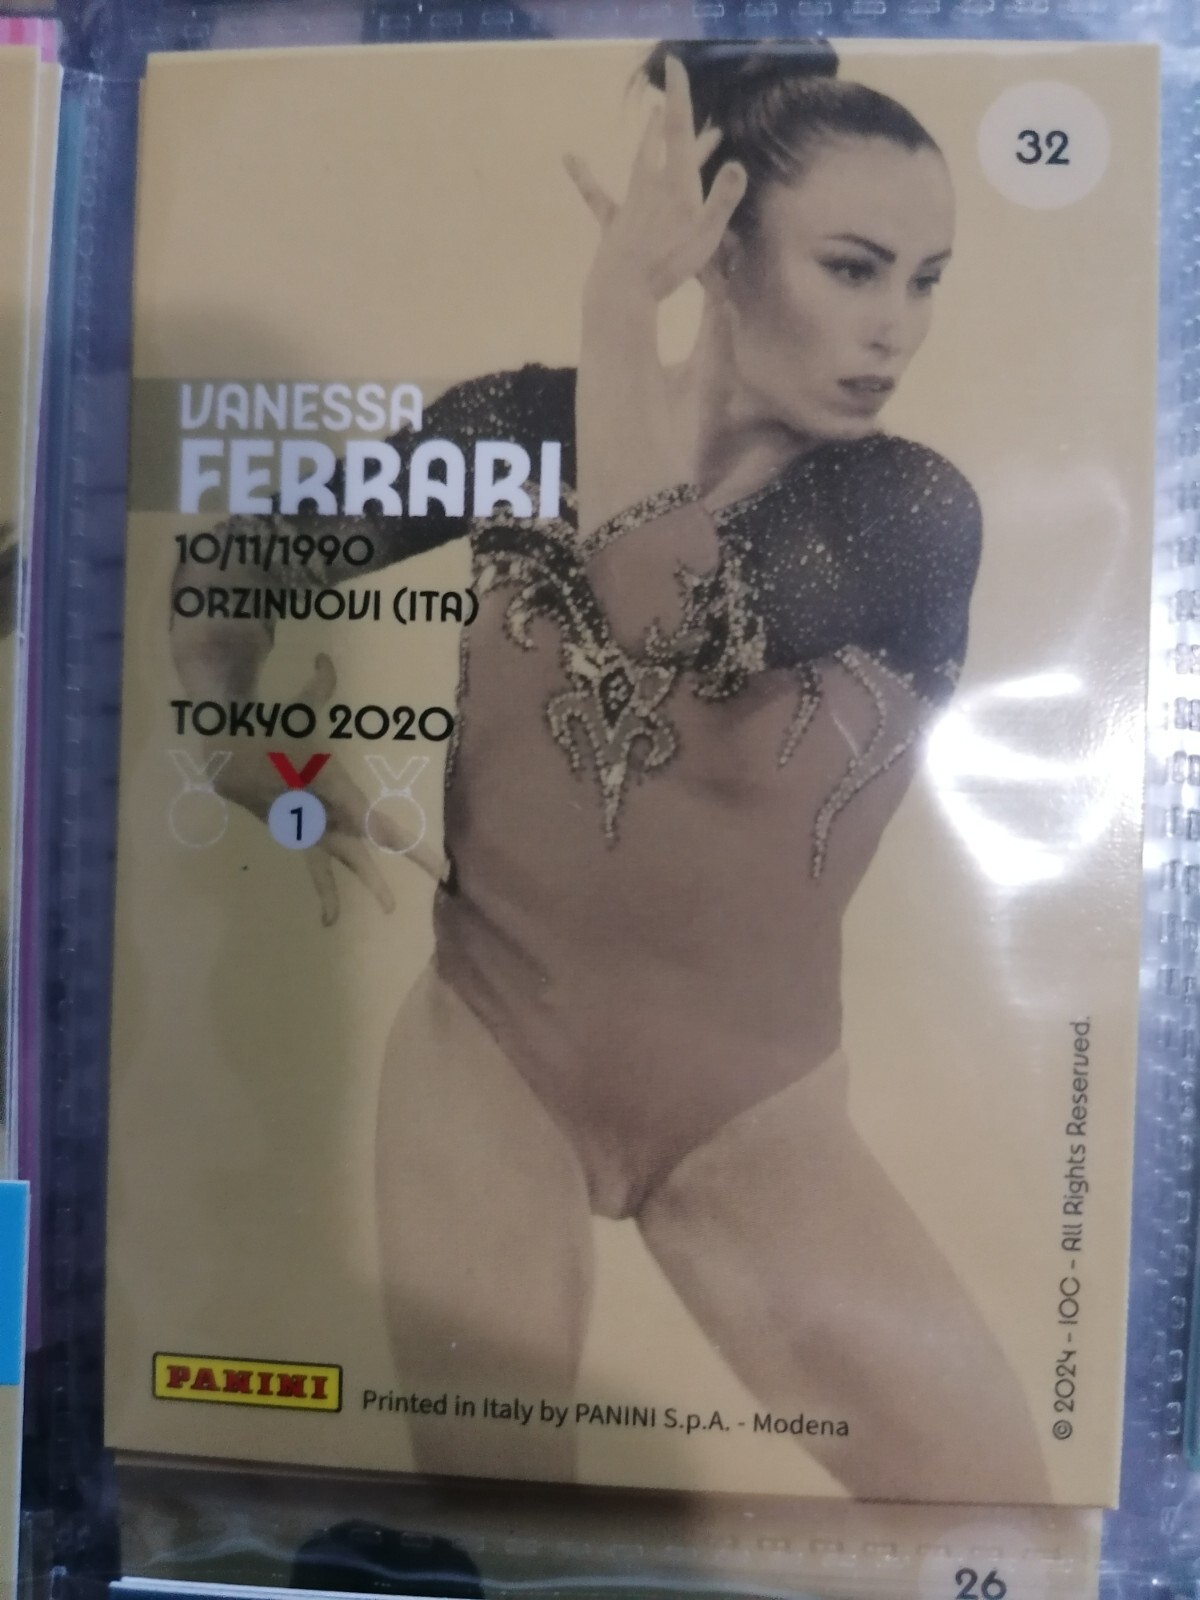 32
VANESSA
FERRARI
10/11/1990
ORZINUOVI (ITA)
TOKYO 2020
1
© 2024 - IOC - All Rights Reserved.
PANINI
Printed in Italy by PANINI S.p.A. - Modena
26